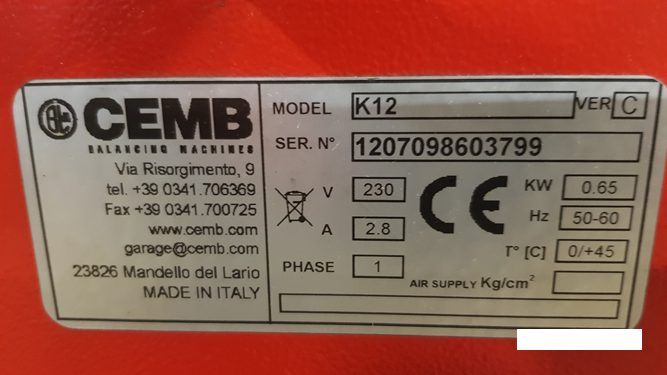 CEMB
BALANCING MACHINES
Via Risorgimento, 9
tel. +39 0341.706369
Fax +39 0341.700725
www.cemb.com
garage@cemb.com
23826 Mandello del Lario
MADE IN ITALY
MODEL K12 VER C
SER. N° 1207098603799
V 230
A 2.8
PHASE 1
CE
KW 0.65
Hz 50-60
T° [C] 0/+45
AIR SUPPLY Kg/cm²